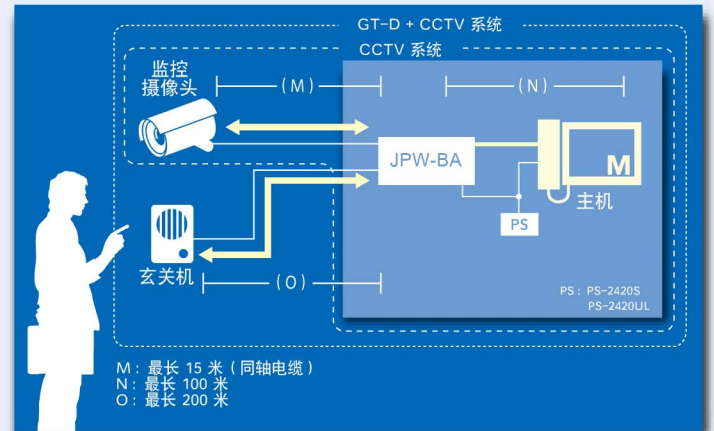 GT-D + CCTV 系统
CCTV 系统
监控
摄像头
(M)
(N)
JPW-BA
M
主机
PS
玄关机
(O)
PS: PS-2420S
PS-2420UL
M: 最长 15 米 (同轴电缆)
N: 最长 100 米
O: 最长 200 米